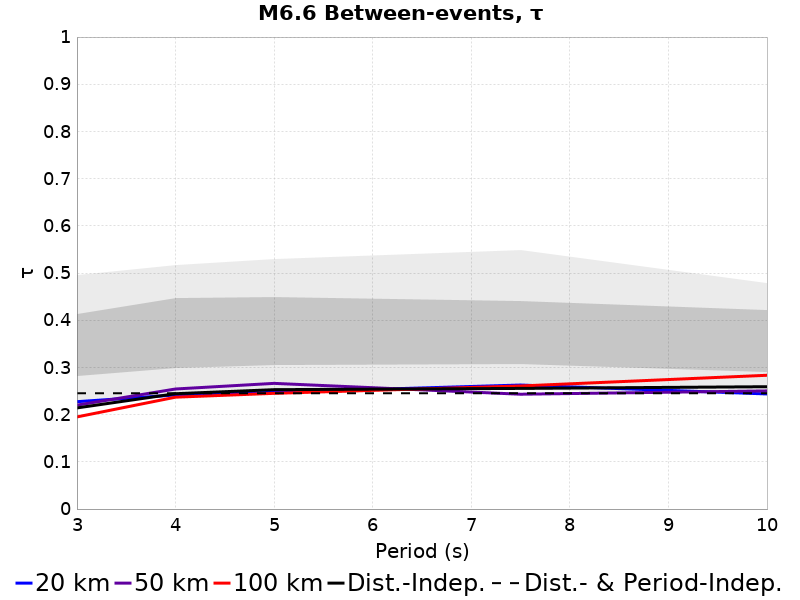 M6.6 Between-events, τ
1
0.9
0.8
0.7
0.6
0.5
0.4
0.3
0.2
0.1
0
τ
3 4 5 6 7 8 9 10
Period (s)
20 km 50 km 100 km Dist.-Indep. Dist.- & Period-Indep.